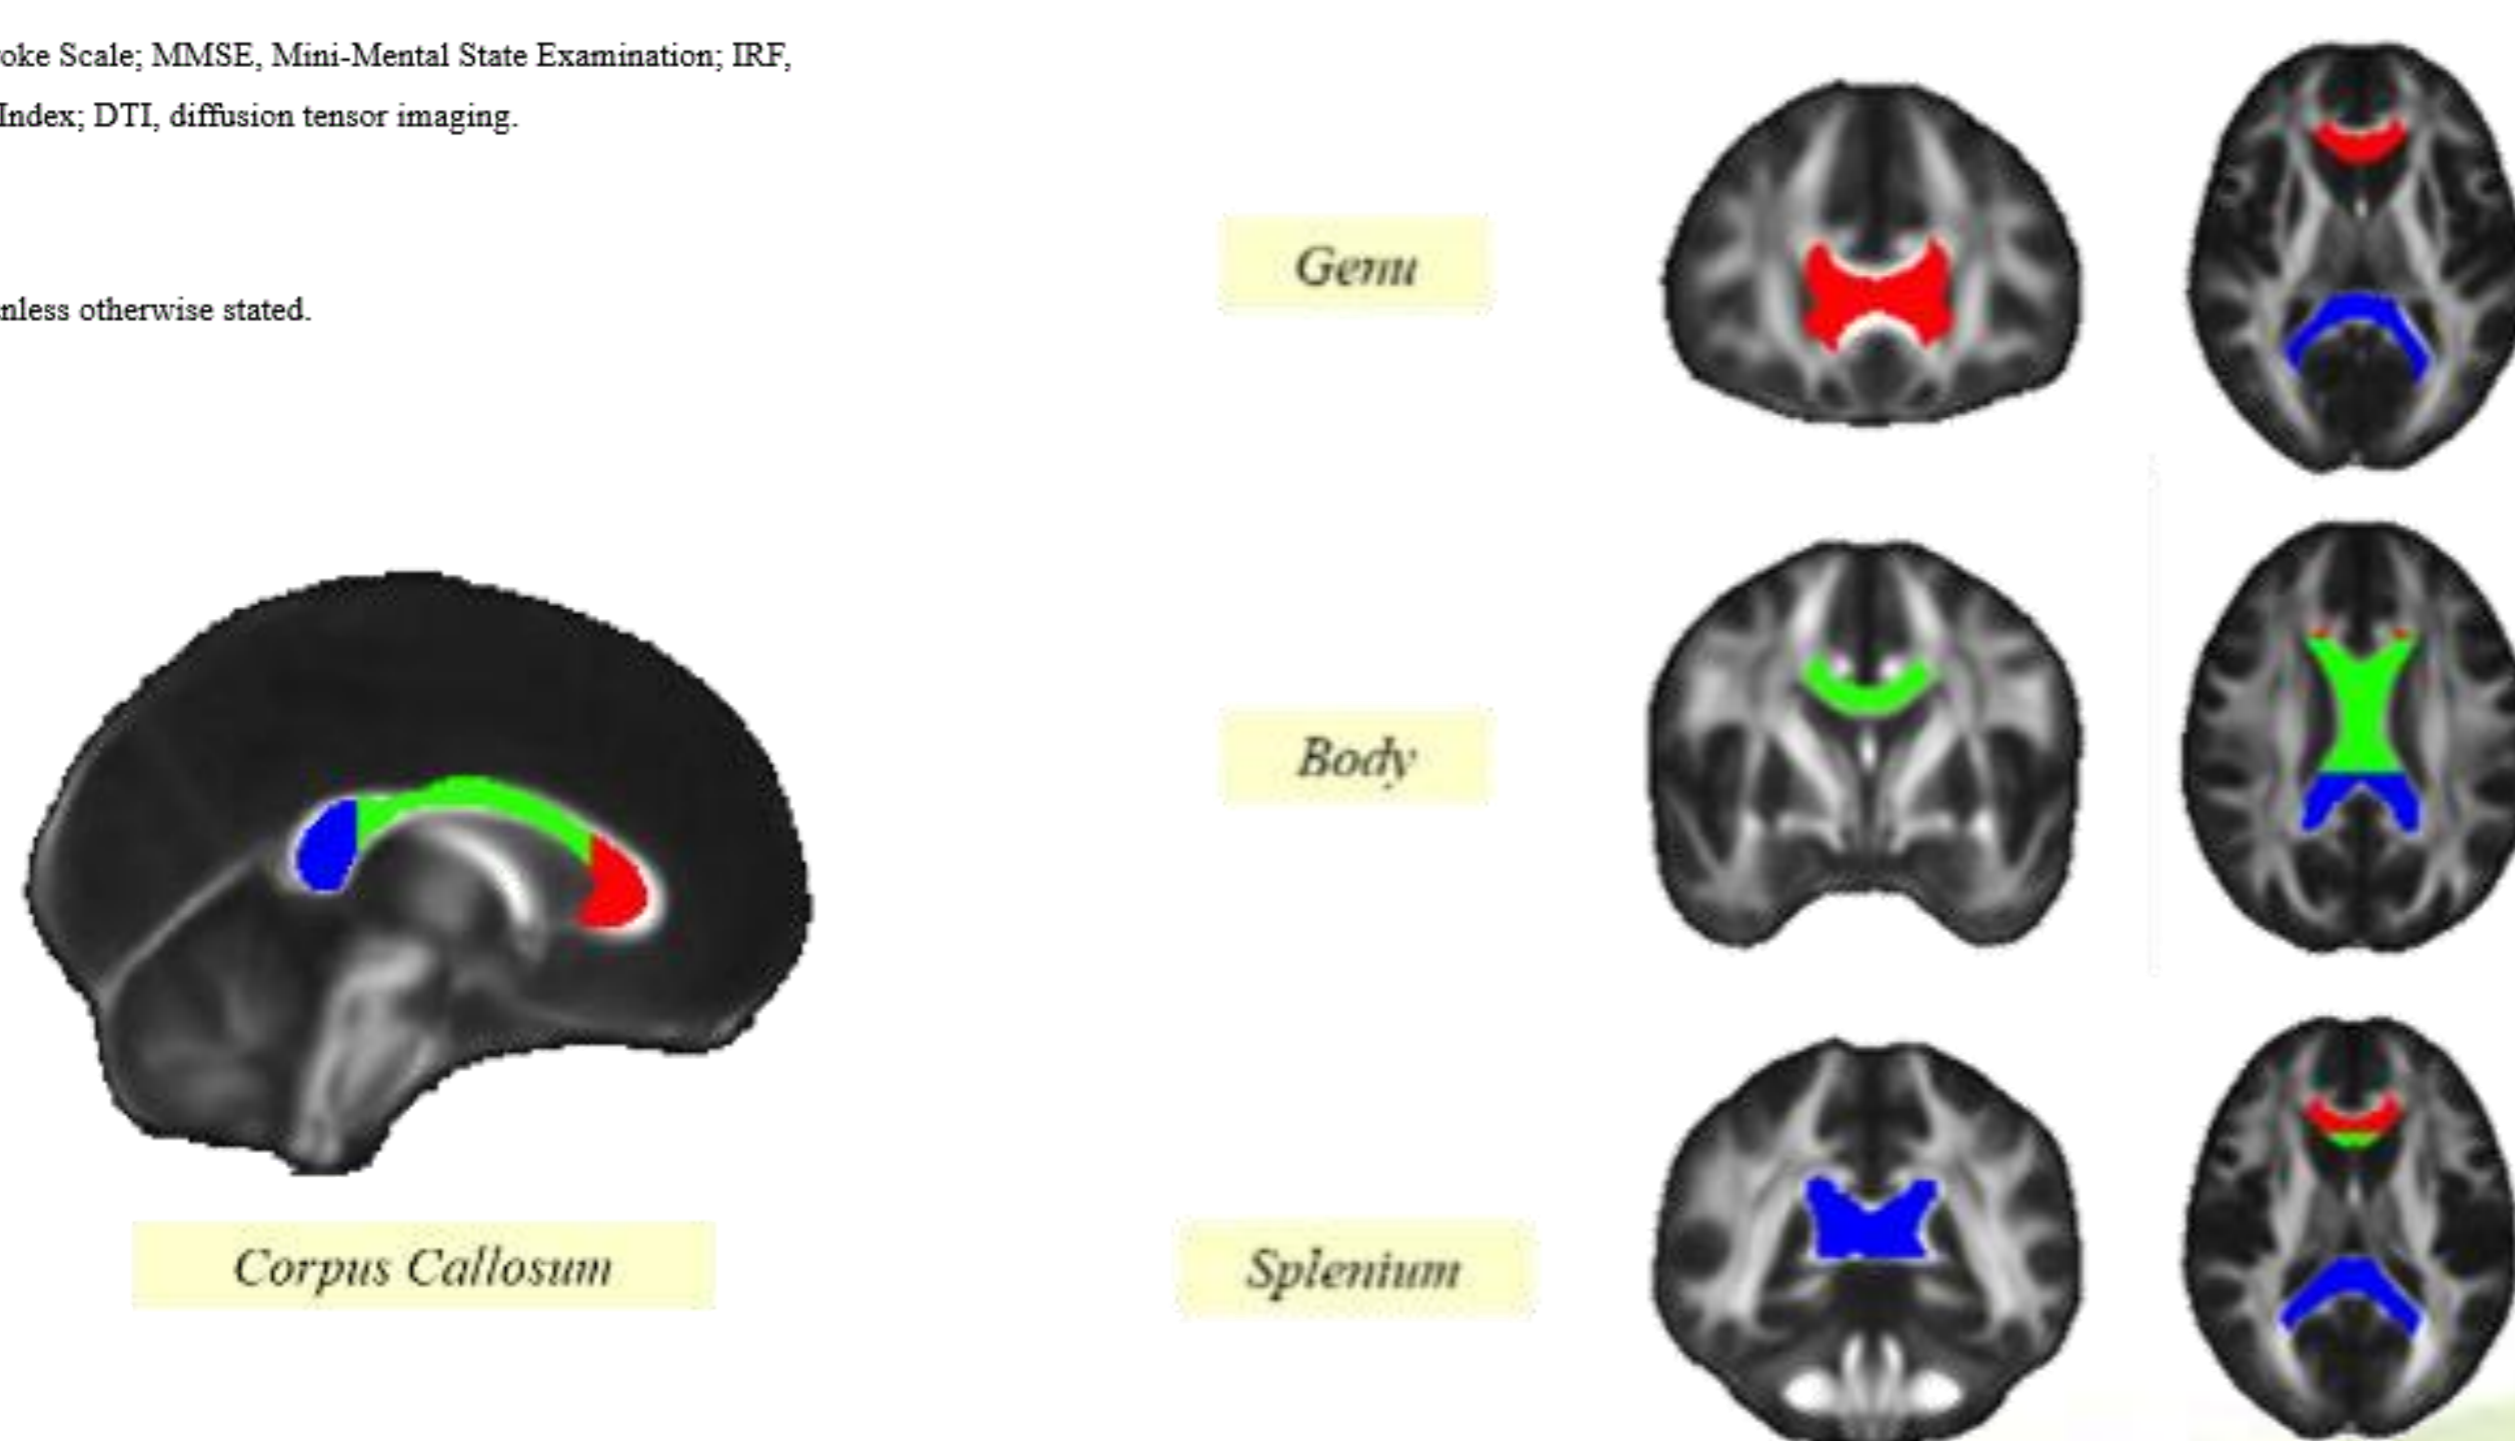 oke Scale; MMSE, Mini-Mental State Examination; IRF,
Index; DTI, diffusion tensor imaging.
nless otherwise stated.
Genu
Body
Corpus Callosum
Splenium